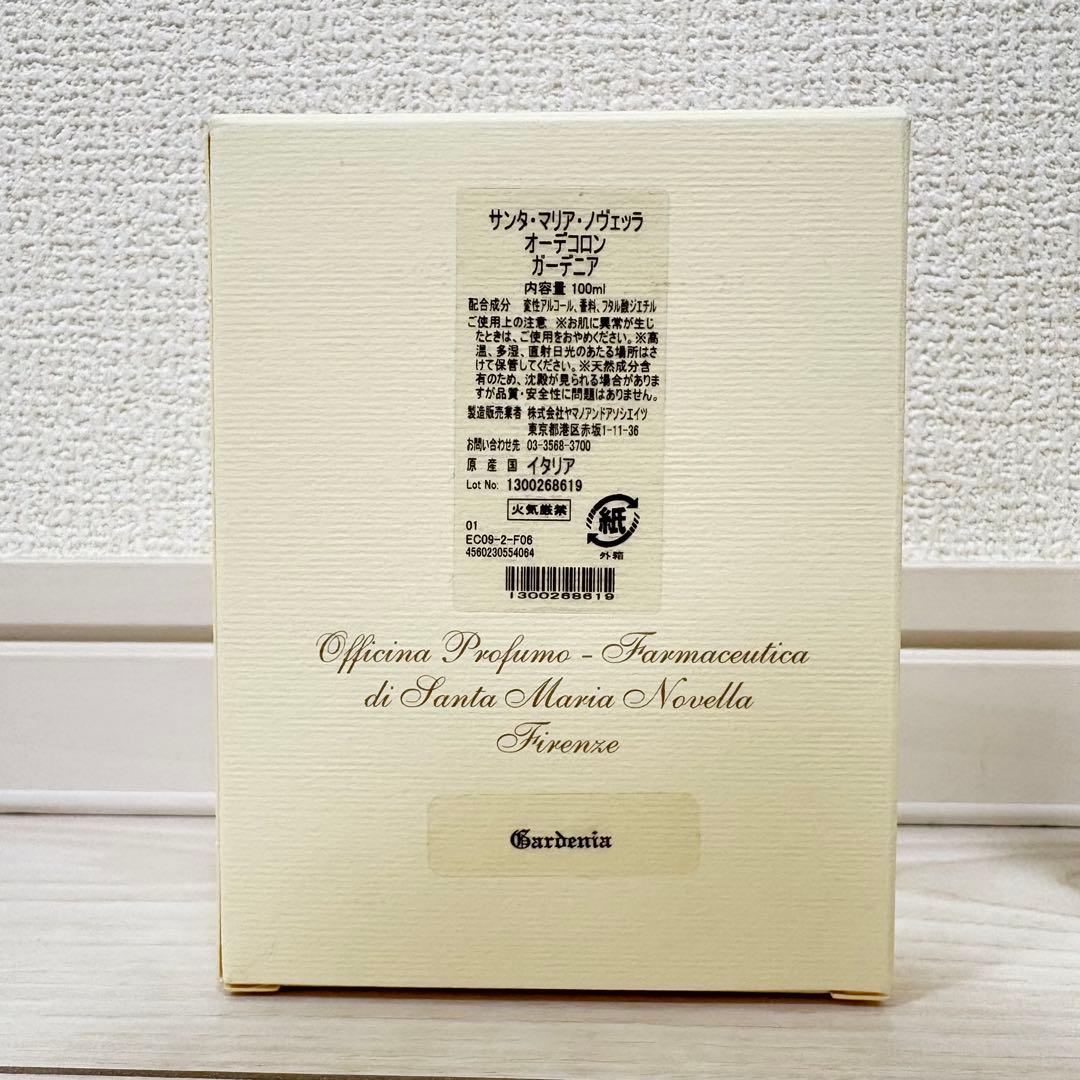 サンタ・マリア・ノヴェッラ
オーデコロン
ガーデニア
内容量 100ml
配合成分 変性アルコール、香料、フタル酸ジエチル
ご使用上の注意 ※お肌に異常が生じ
たときは、ご使用をおやめください。※高
温、多湿、直射日光のあたる場所はさ
けて保管してください。※天然成分含
有のため、沈殿が見られる場合がありま
すが品質・安全性に問題はありません。
製造販売業者 株式会社ヤマノアンドアソシエイツ
東京都港区赤坂1-11-36
お問い合わせ先 03-3568-3700
原産国 イタリア
Lot No: 1300268619
火気厳禁
紙
外箱
01
EC09-2-F06
4560230554064
1300268619
Officina Profumo - Farmaceutica
di Santa Maria Novella
Firenze
Gardenia